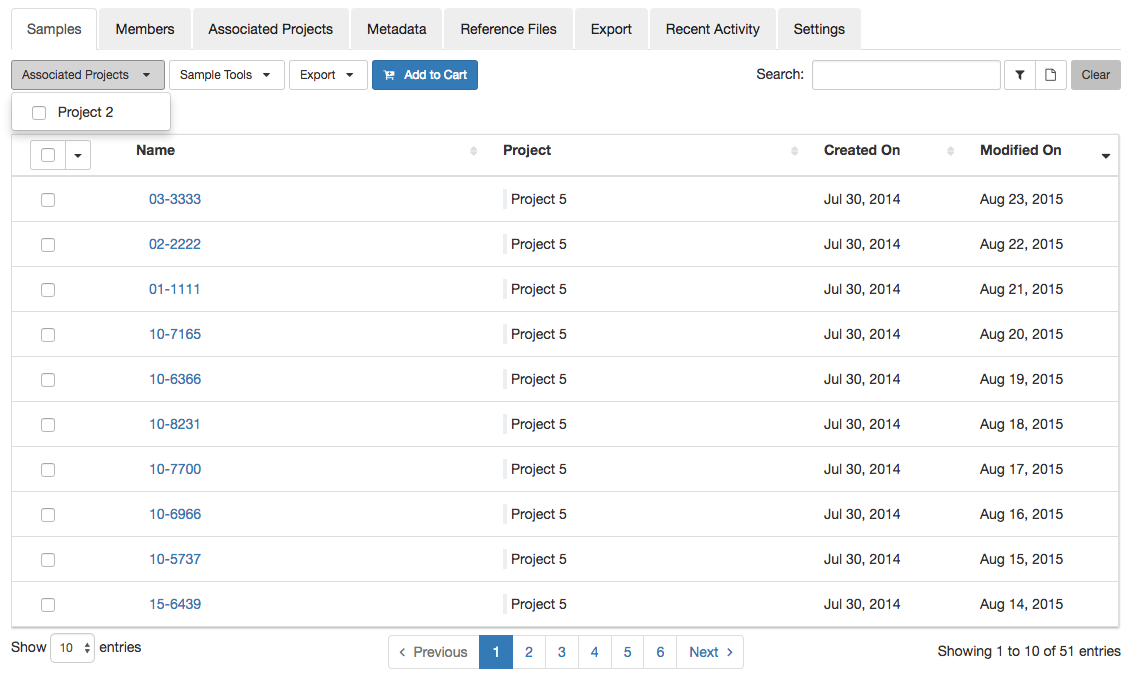 Samples Members Associated Projects Metadata Reference Files Export Recent Activity Settings
Associated Projects Sample Tools Export Add to Cart Search: Clear
Project 2
Name Project Created On Modified On
03-3333 Project 5 Jul 30, 2014 Aug 23, 2015
02-2222 Project 5 Jul 30, 2014 Aug 22, 2015
01-1111 Project 5 Jul 30, 2014 Aug 21, 2015
10-7165 Project 5 Jul 30, 2014 Aug 20, 2015
10-6366 Project 5 Jul 30, 2014 Aug 19, 2015
10-8231 Project 5 Jul 30, 2014 Aug 18, 2015
10-7700 Project 5 Jul 30, 2014 Aug 17, 2015
10-6966 Project 5 Jul 30, 2014 Aug 16, 2015
10-5737 Project 5 Jul 30, 2014 Aug 15, 2015
15-6439 Project 5 Jul 30, 2014 Aug 14, 2015
Show 10 entries ‹ Previous 1 2 3 4 5 6 Next › Showing 1 to 10 of 51 entries